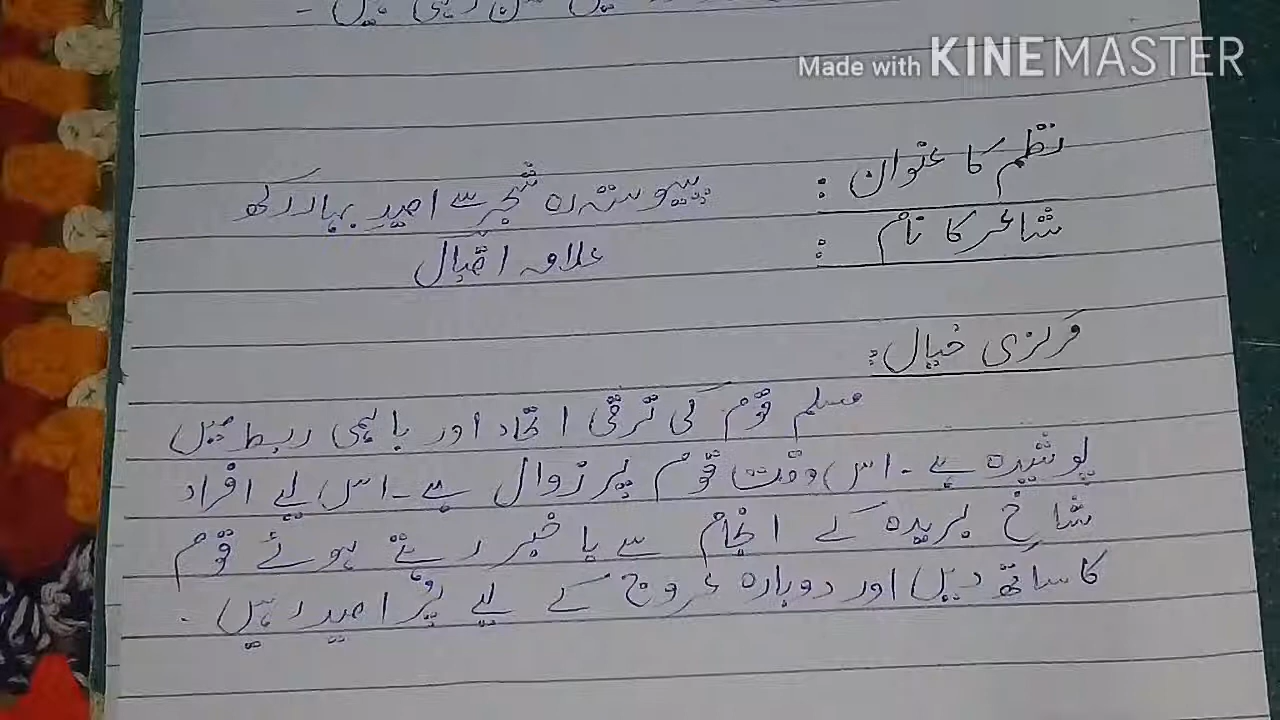 ہیں -
Made with KINEMASTER
نظم کا عنوان : پیوستہ رہ شجر سے امید بہار رکھ
شاعر کا نام : علامہ اقبال
مرکزی خیال:
مسلم قوم کی ترقی اتحاد اور باہمی ربط میں
پوشیدہ ہے - اس وقت قوم پر زوال ہے - اس لیے افراد
شاخ بریدہ کے انجام سے باخبر رہتے ہوئے قوم
کا ساتھ دیں اور دوبارہ عروج کے لیے پُر امید رہیں -